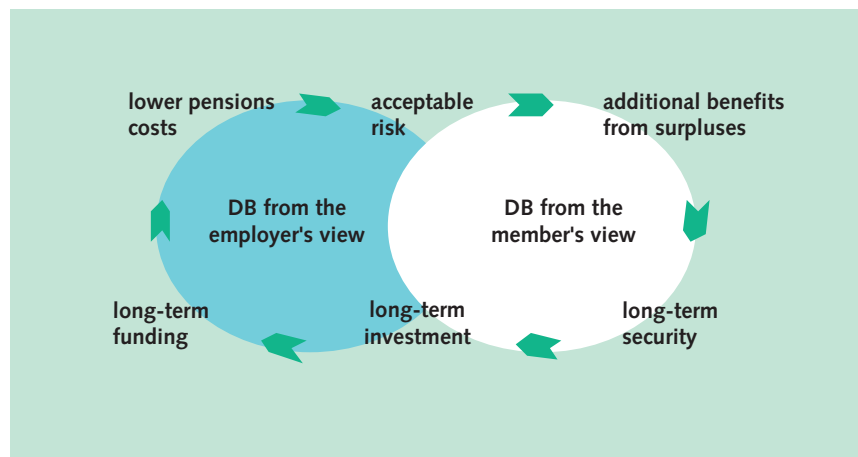 lower pensions
costs
acceptable
risk
additional benefits
from surpluses
DB from the
employer's view
DB from the
member's view
long-term
funding
long-term
investment
long-term
security